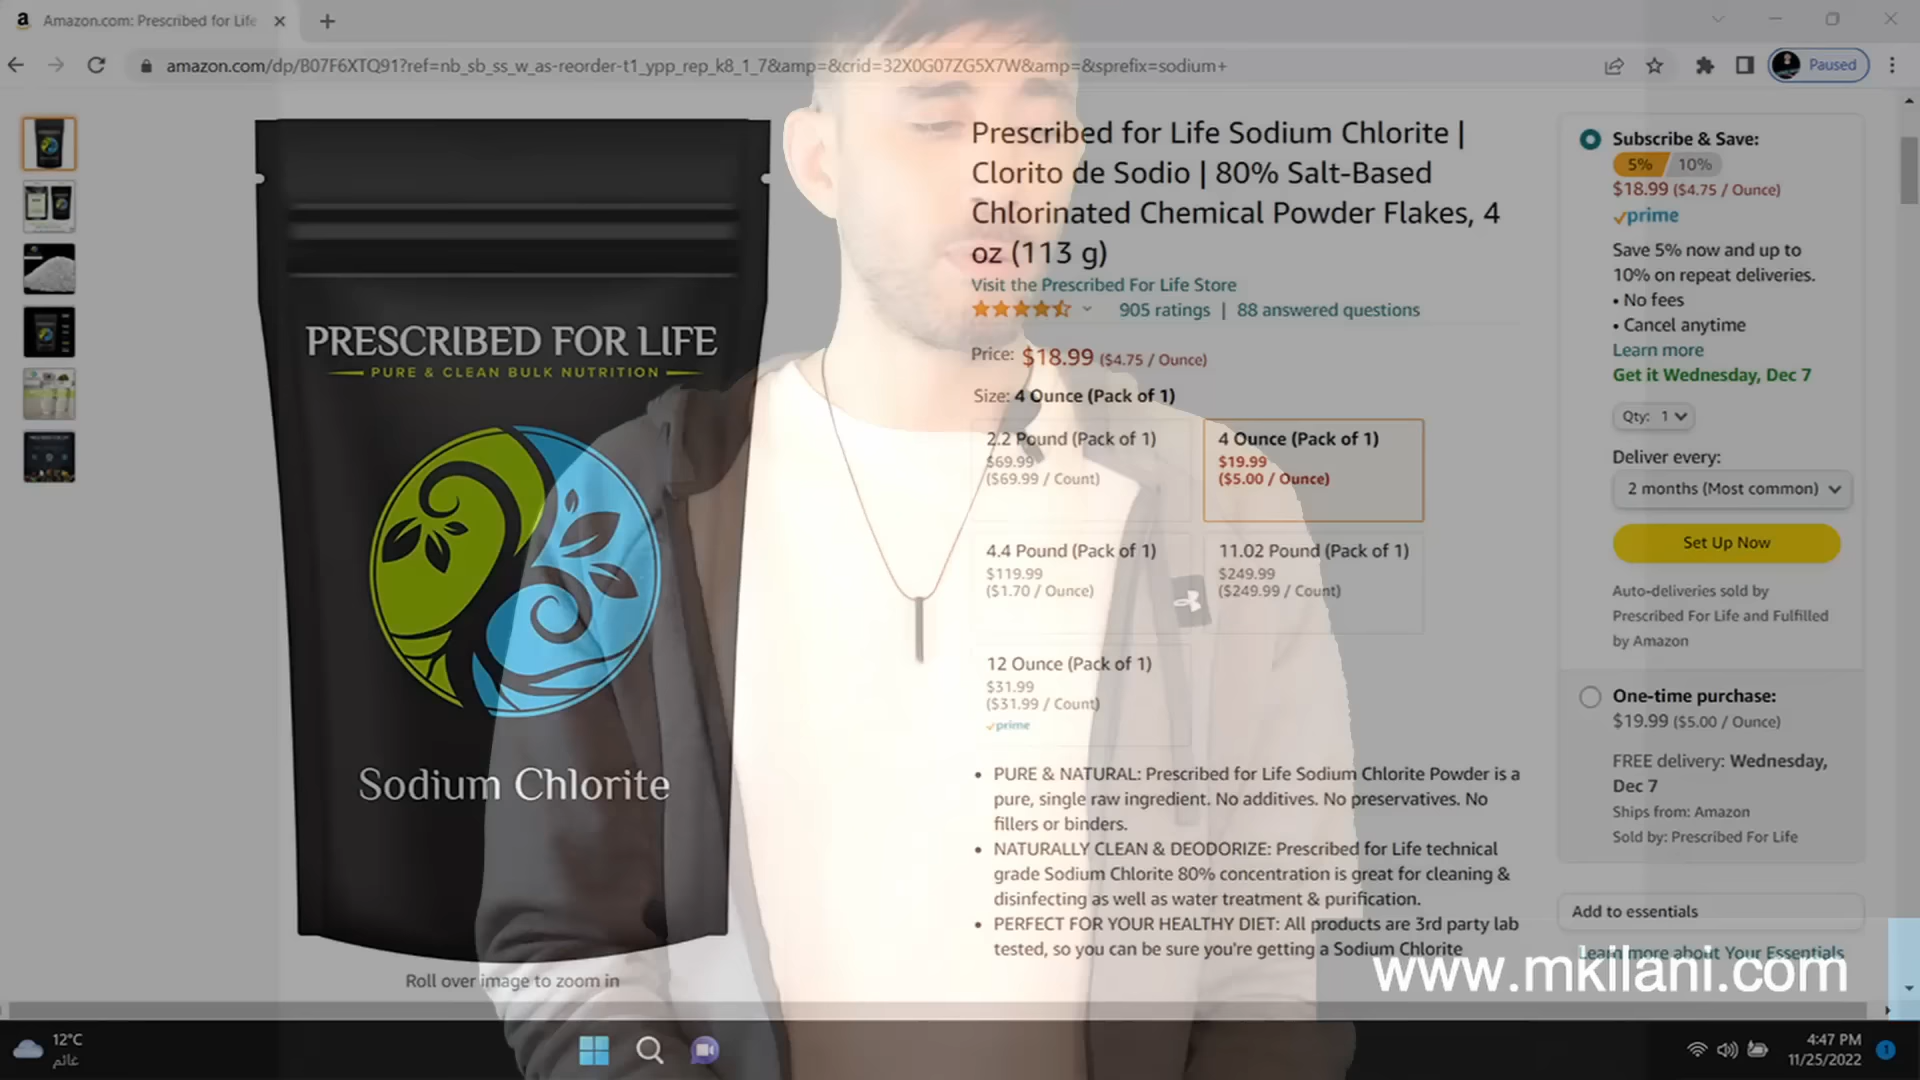 Amazon.com: Prescribed for Life
amazon.com/dp/B07F6XTQ91?ref=nb_sb_ss_w_as-reorder-t1_ypp_rep_k8_1_7&amp=&crid=32X0G07ZG5X7W&amp=&sprefix=sodium+
Paused
PRESCRIBED FOR LIFE
PURE & CLEAN BULK NUTRITION
Sodium Chlorite
Roll over image to zoom in
Prescribed for Life Sodium Chlorite |
Clorito de Sodio | 80% Salt-Based
Chlorinated Chemical Powder Flakes, 4
oz (113 g)
Visit the Prescribed For Life Store
905 ratings | 88 answered questions
Price: $18.99 ($4.75 / Ounce)
Size: 4 Ounce (Pack of 1)
2.2 Pound (Pack of 1)
$69.99
($69.99 / Count)
4 Ounce (Pack of 1)
$19.99
($5.00 / Ounce)
4.4 Pound (Pack of 1)
$119.99
($1.70 / Ounce)
11.02 Pound (Pack of 1)
$249.99
($249.99 / Count)
12 Ounce (Pack of 1)
$31.99
($31.99 / Count)
prime
• PURE & NATURAL: Prescribed for Life Sodium Chlorite Powder is a
pure, single raw ingredient. No additives. No preservatives. No
fillers or binders.
• NATURALLY CLEAN & DEODORIZE: Prescribed for Life technical
grade Sodium Chlorite 80% concentration is great for cleaning &
disinfecting as well as water treatment & purification.
• PERFECT FOR YOUR HEALTHY DIET: All products are 3rd party lab
tested, so you can be sure you're getting a Sodium Chlorite
Subscribe & Save:
5% 10%
$18.99 ($4.75 / Ounce)
prime
Save 5% now and up to
10% on repeat deliveries.
• No fees
• Cancel anytime
Learn more
Get it Wednesday, Dec 7
Qty: 1
Deliver every:
2 months (Most common)
Set Up Now
Auto-deliveries sold by
Prescribed For Life and Fulfilled
by Amazon
One-time purchase:
$19.99 ($5.00 / Ounce)
FREE delivery: Wednesday,
Dec 7
Ships from: Amazon
Sold by: Prescribed For Life
Add to essentials
Learn more about Your Essentials
www.mkilani.com
12°C
غائم
4:47 PM
11/25/2022
1